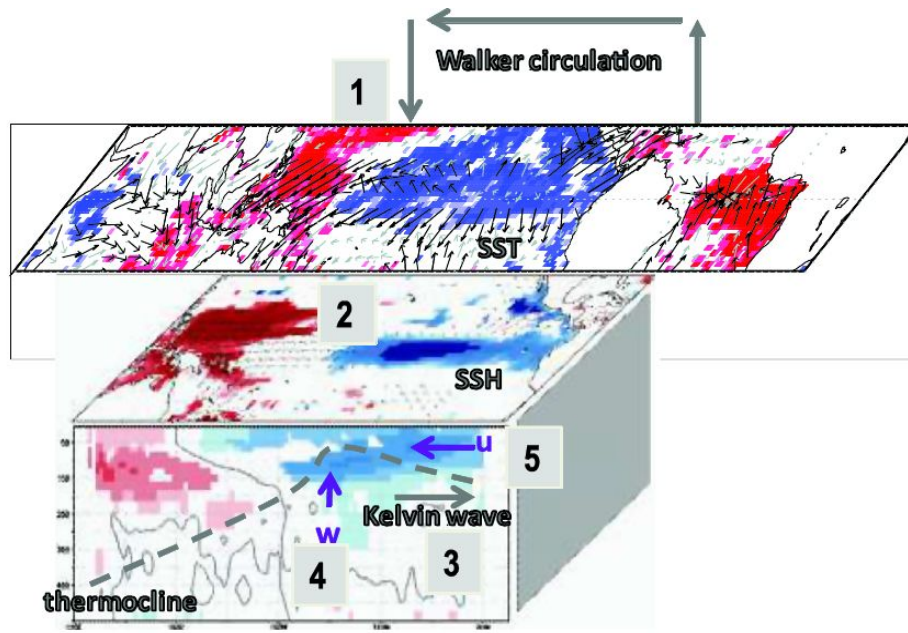 Walker circulation
1
SST
2
SSH
u
5
Kelvin wave
w
4
3
thermocline